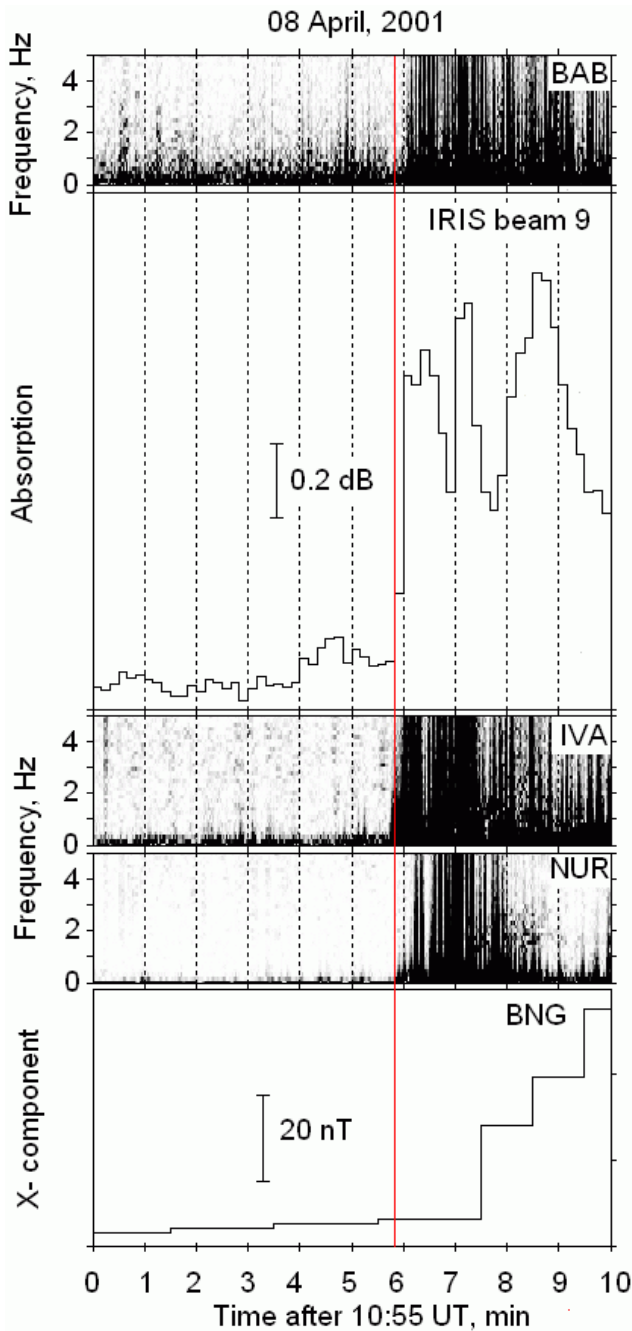 08 April, 2001
Frequency, Hz
4
2
0
BAB
Absorption
IRIS beam 9
0.2 dB
Frequency, Hz
4
2
0
IVA
4
2
0
NUR
X- component
BNG
20 nT
0 1 2 3 4 5 6 7 8 9 10
Time after 10:55 UT, min